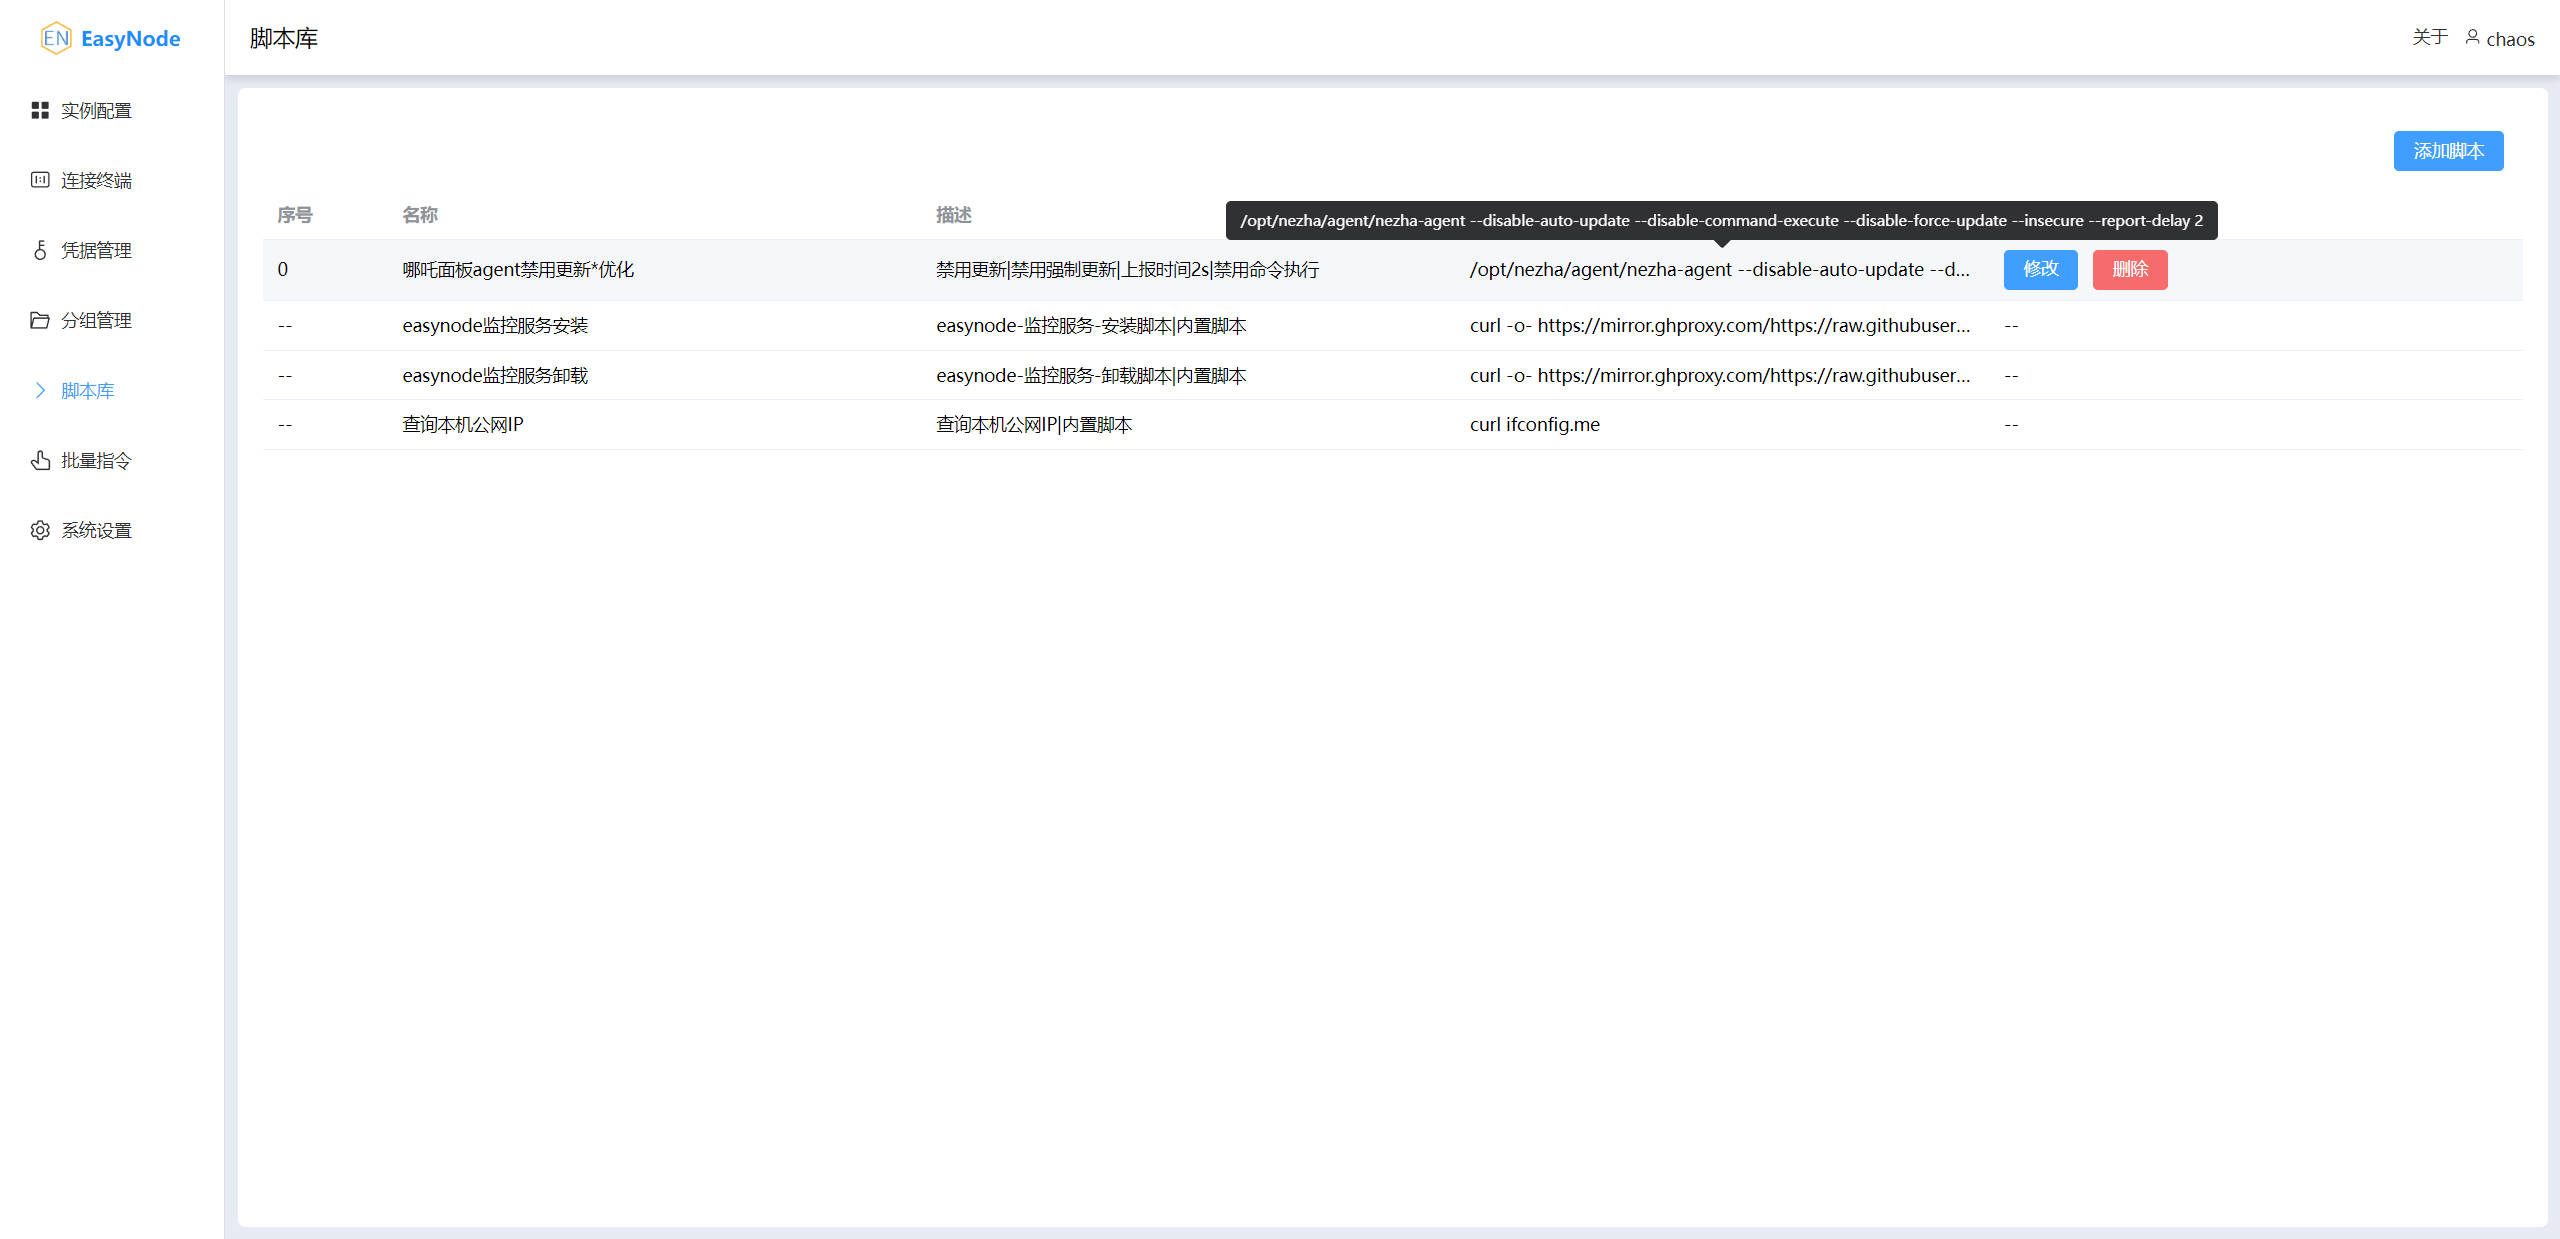 EN EasyNode
脚本库
关于 chaos
实例配置
连接终端
凭据管理
分组管理
脚本库
批量指令
系统设置
添加脚本
序号 名称 描述
/opt/nezha/agent/nezha-agent --disable-auto-update --disable-command-execute --disable-force-update --insecure --report-delay 2
0 哪吒面板agent禁用更新*优化 禁用更新|禁用强制更新|上报时间2s|禁用命令执行 /opt/nezha/agent/nezha-agent --disable-auto-update --d... 修改 删除
-- easynode监控服务安装 easynode-监控服务-安装脚本|内置脚本 curl -o- https://mirror.ghproxy.com/https://raw.githubuser... --
-- easynode监控服务卸载 easynode-监控服务-卸载脚本|内置脚本 curl -o- https://mirror.ghproxy.com/https://raw.githubuser... --
-- 查询本机公网IP 查询本机公网IP|内置脚本 curl ifconfig.me --